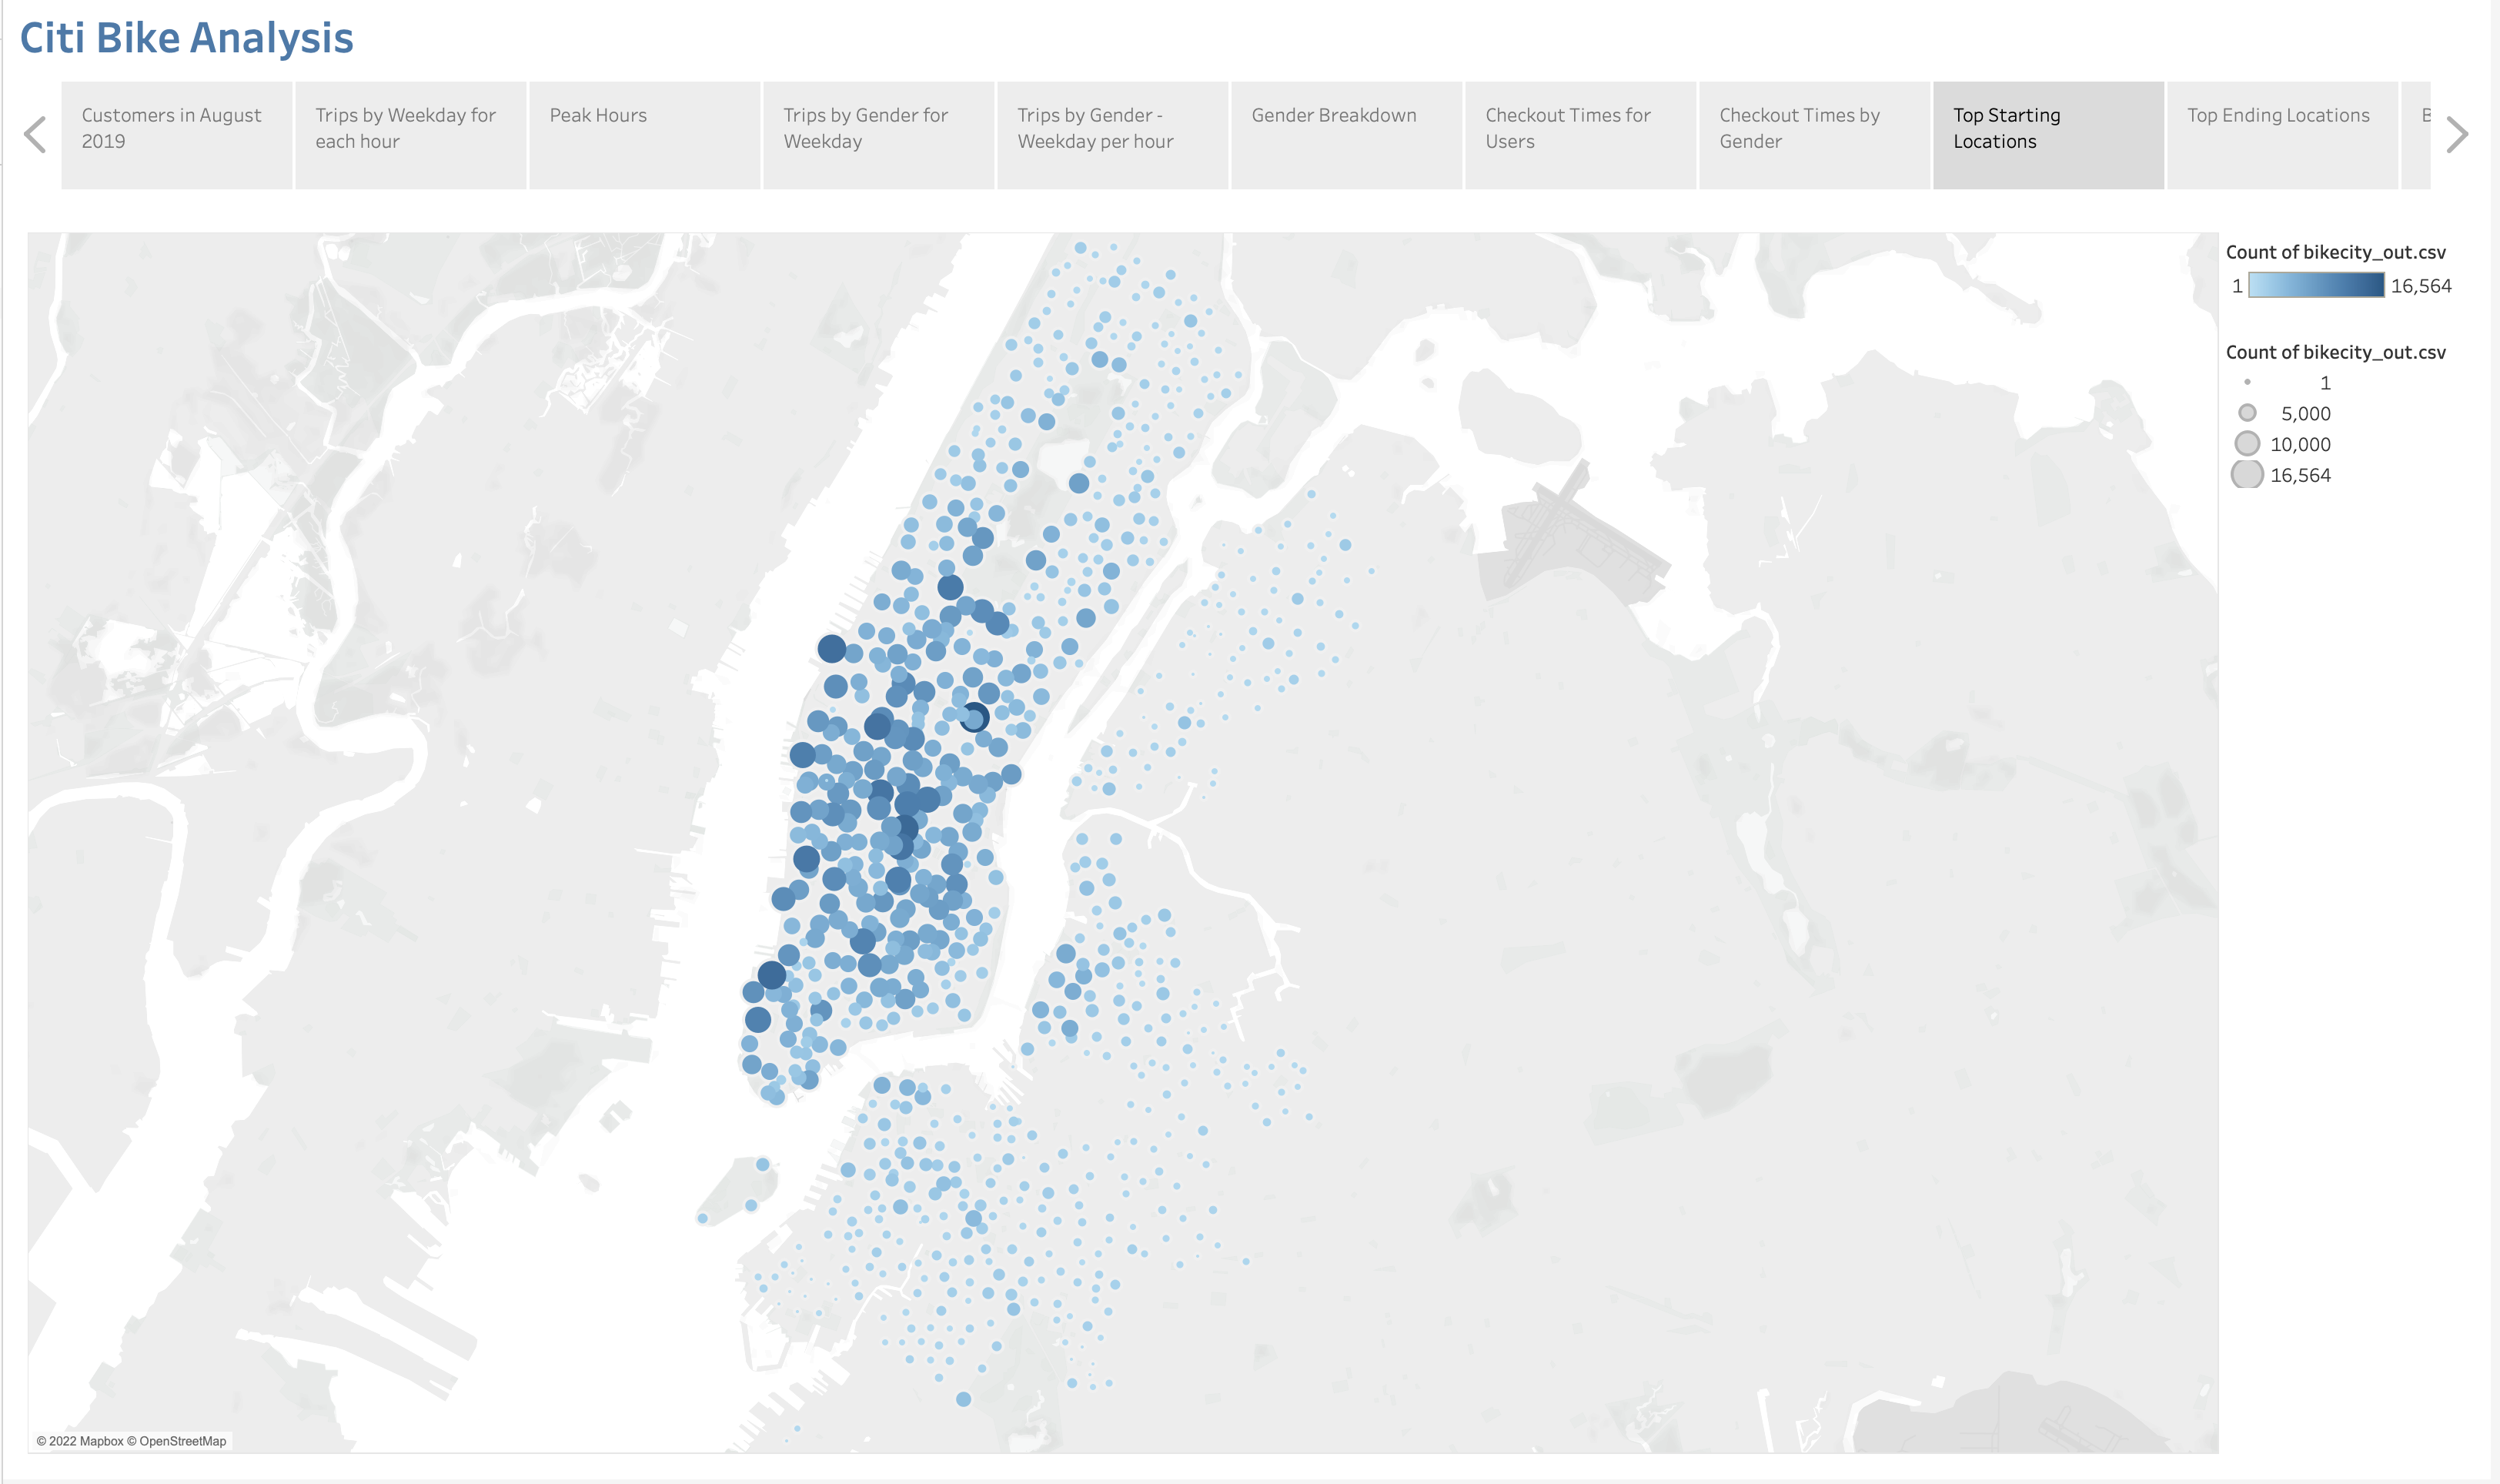 Citi Bike Analysis
Customers in August
2019
Trips by Weekday for
each hour
Peak Hours
Trips by Gender for
Weekday
Trips by Gender -
Weekday per hour
Gender Breakdown
Checkout Times for
Users
Checkout Times by
Gender
Top Starting
Locations
Top Ending Locations
Count of bikecity_out.csv
1 16,564
Count of bikecity_out.csv
1
5,000
10,000
16,564
© 2022 Mapbox © OpenStreetMap